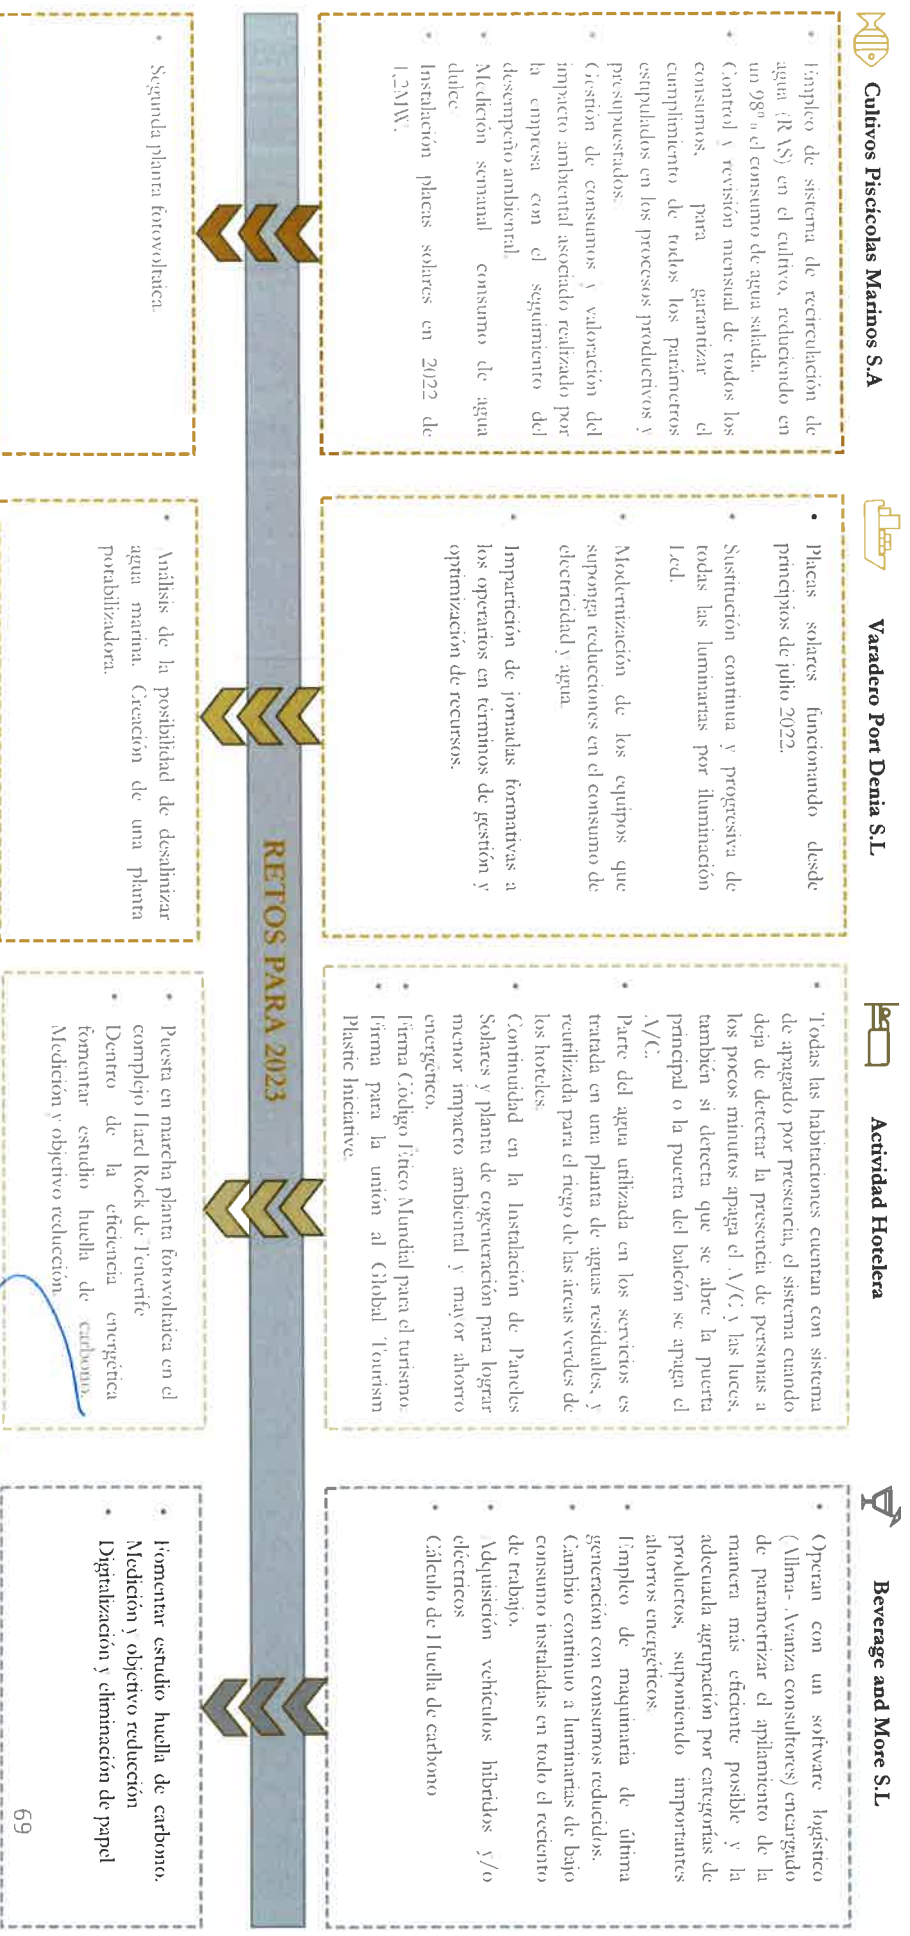 Cultivos Piscícolas Marinos S.A
• Empleo de sistema de recirculación de
agua (RAS) en el cultivo, reduciendo en
un 98% el consumo de agua salada.
• Control y revisión mensual de todos los
consumos, para garantizar el
cumplimiento de todos los parámetros
estipulados en los procesos productivos y
presupuestados.
• Gestión de consumos y valoración del
impacto ambiental asociado realizado por
la empresa con el seguimiento del
desempeño ambiental.
• Medición semanal consumo de agua
dulce.
• Instalación placas solares en 2022 de
1,2MW.
Varadero Port Denia S.L
• Placas solares funcionando desde
principios de julio 2022.
• Sustitución continua y progresiva de
todas las luminarias por iluminación
Led.
• Modernización de los equipos que
suponga reducciones en el consumo de
electricidad y agua.
• Impartición de jornadas formativas a
los operarios en términos de gestión y
optimización de recursos.
Actividad Hotelera
• Todas las habitaciones cuentan con sistema
de apagado por presencia, el sistema cuando
deja de detectar la presencia de personas a
los pocos minutos apaga el A/C y las luces,
también si detecta que se abre la puerta
principal o la puerta del balcón se apaga el
A/C.
• Parte del agua utilizada en los servicios es
tratada en una planta de aguas residuales, y
reutilizada para el riego de las áreas verdes de
los hoteles.
• Continuidad en la Instalación de Paneles
Solares y planta de cogeneración para lograr
menor impacto ambiental y mayor ahorro
energético.
• Firma Código Ético Mundial para el turismo.
• Firma para la unión al Global Tourism
Plastic Iniciative.
Beverage and More S.L
• Operan con un software logístico
(Alima- Avanza consultores) encargado
de parametrizar el apilamiento de la
manera más eficiente posible y la
adecuada agrupación por categorías de
productos, suponiendo importantes
ahorros energéticos.
• Empleo de maquinaria de última
generación con consumos reducidos.
• Cambio continuo a luminarias de bajo
consumo instaladas en todo el reciento
de trabajo.
• Adquisición vehículos híbridos y/o
eléctricos
• Cálculo de Huella de carbono
RETOS PARA 2023
• Segunda planta fotovoltaica.
• Análisis de la posibilidad de desalinizar
agua marina. Creación de una planta
potabilizadora.
• Puesta en marcha planta fotovoltaica en el
complejo Hard Rock de Tenerife
• Dentro de la eficiencia energética
fomentar estudio huella de carbono.
Medición y objetivo reducción.
• Fomentar estudio huella de carbono.
Medición y objetivo reducción
• Digitalización y eliminación de papel
69